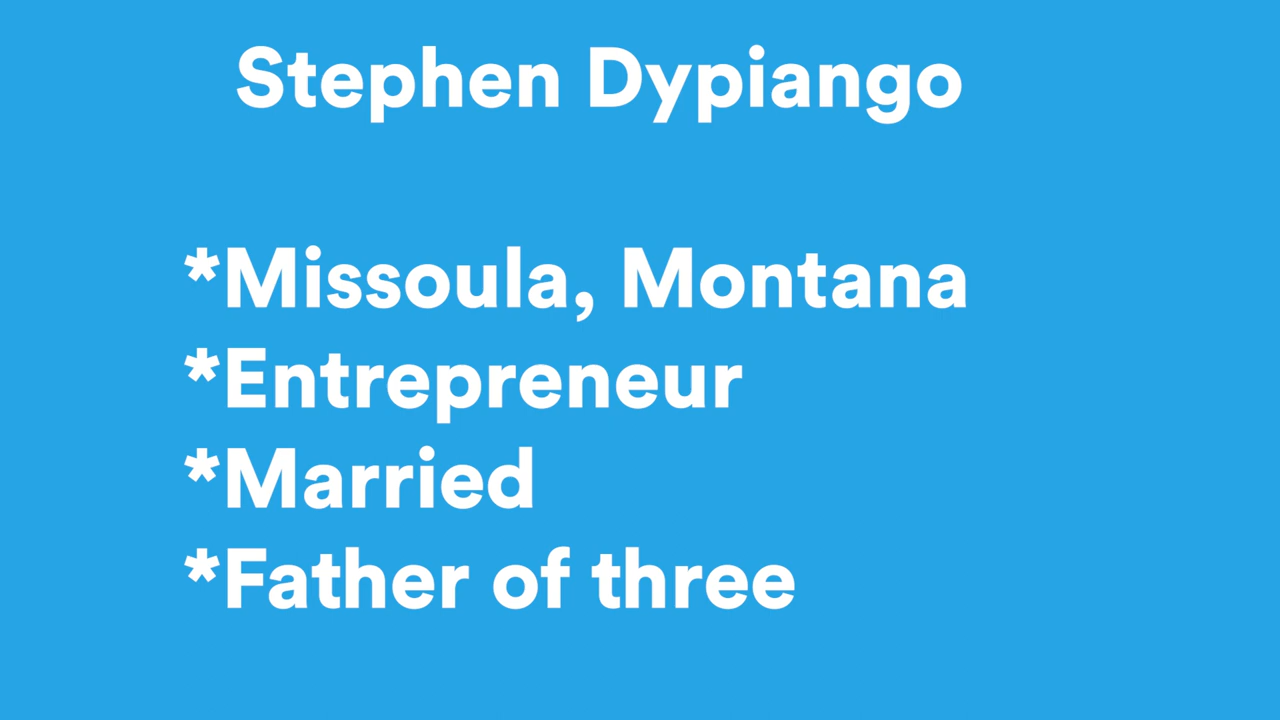 Stephen Dypiango
*Missoula, Montana
*Entrepreneur
*Married
*Father of three